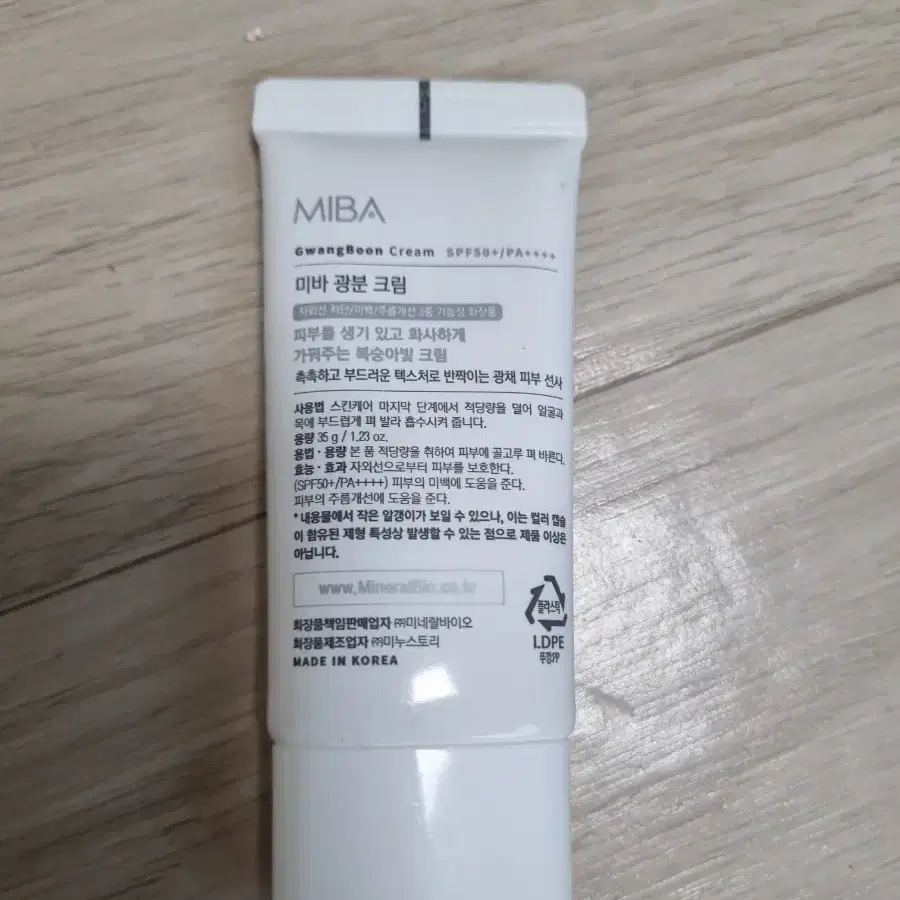 MIBA
GwangBoon Cream SPF50+/PA++++
미바 광분 크림
자외선 차단/미백/주름개선 3중 기능성 화장품
피부를 생기 있고 화사하게
가꿔주는 복숭아빛 크림
촉촉하고 부드러운 텍스처로 반짝이는 광채 피부 선사
사용법 스킨케어 마지막 단계에서 적당량을 덜어 얼굴과
목에 부드럽게 펴 발라 흡수시켜 줍니다.
용량 35 g / 1.23 oz.
용법·용량 본 품 적당량을 취하여 피부에 골고루 펴 바른다.
효능·효과 자외선으로부터 피부를 보호한다.
(SPF50+/PA++++) 피부의 미백에 도움을 준다.
피부의 주름개선에 도움을 준다.
*내용물에서 작은 알갱이가 보일 수 있으나, 이는 컬러 캡슐
이 함유된 제형 특성상 발생할 수 있는 점으로 제품 이상은
아닙니다.
www.MineralBio.co.kr
화장품책임판매업자 ㈜미네랄바이오
화장품제조업자 ㈜미누스토리
MADE IN KOREA
플라스틱
LDPE
뚜껑PP